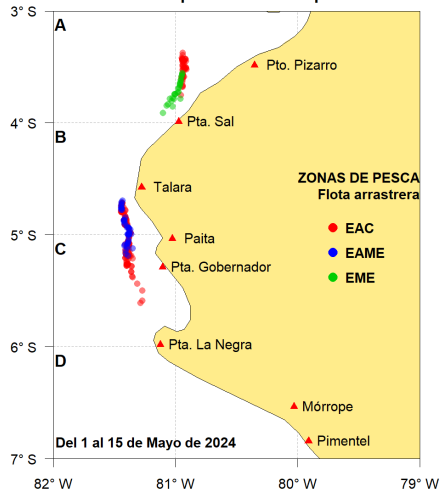 3° S
A
Pto. Pizarro
4° S
Pta. Sal
B
ZONAS DE PESCA
Flota arrastrera
Talara
EAC
5° S
Paita
C
EAME
Pta. Gobernador
EME
6° S
Pta. La Negra
D
Mórrope
Del 1 al 15 de Mayo de 2024
Pimentel
7° S
82° W
81° W
80° W
79° W